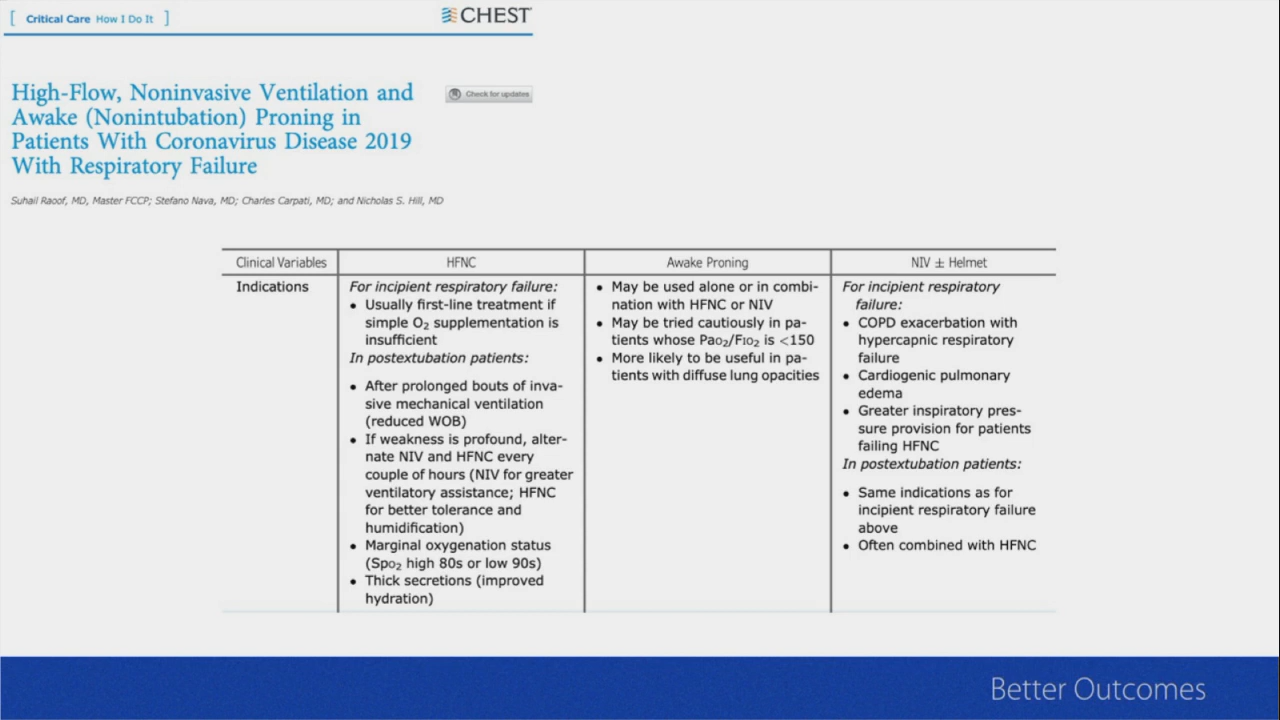 [ Critical Care How I Do It ]
CHEST
High-Flow, Noninvasive Ventilation and
Awake (Nonintubation) Proning in
Patients With Coronavirus Disease 2019
With Respiratory Failure
Check for updates
Suhail Raoof, MD, Master FCCP; Stefano Nava, MD; Charles Carpati, MD; and Nicholas S. Hill, MD
Clinical Variables
HFNC
Awake Proning
NIV ± Helmet
Indications
For incipient respiratory failure:
• Usually first-line treatment if
simple O₂ supplementation is
insufficient
In postextubation patients:
• After prolonged bouts of inva-
sive mechanical ventilation
(reduced WOB)
• If weakness is profound, alter-
nate NIV and HFNC every
couple of hours (NIV for greater
ventilatory assistance; HFNC
for better tolerance and
humidification)
• Marginal oxygenation status
(SpO₂ high 80s or low 90s)
• Thick secretions (improved
hydration)
• May be used alone or in combi-
nation with HFNC or NIV
• May be tried cautiously in pa-
tients whose PaO₂/FIO₂ is <150
• More likely to be useful in pa-
tients with diffuse lung opacities
For incipient respiratory
failure:
• COPD exacerbation with
hypercapnic respiratory
failure
• Cardiogenic pulmonary
edema
• Greater inspiratory pres-
sure provision for patients
failing HFNC
In postextubation patients:
• Same indications as for
incipient respiratory failure
above
• Often combined with HFNC
Better Outcomes